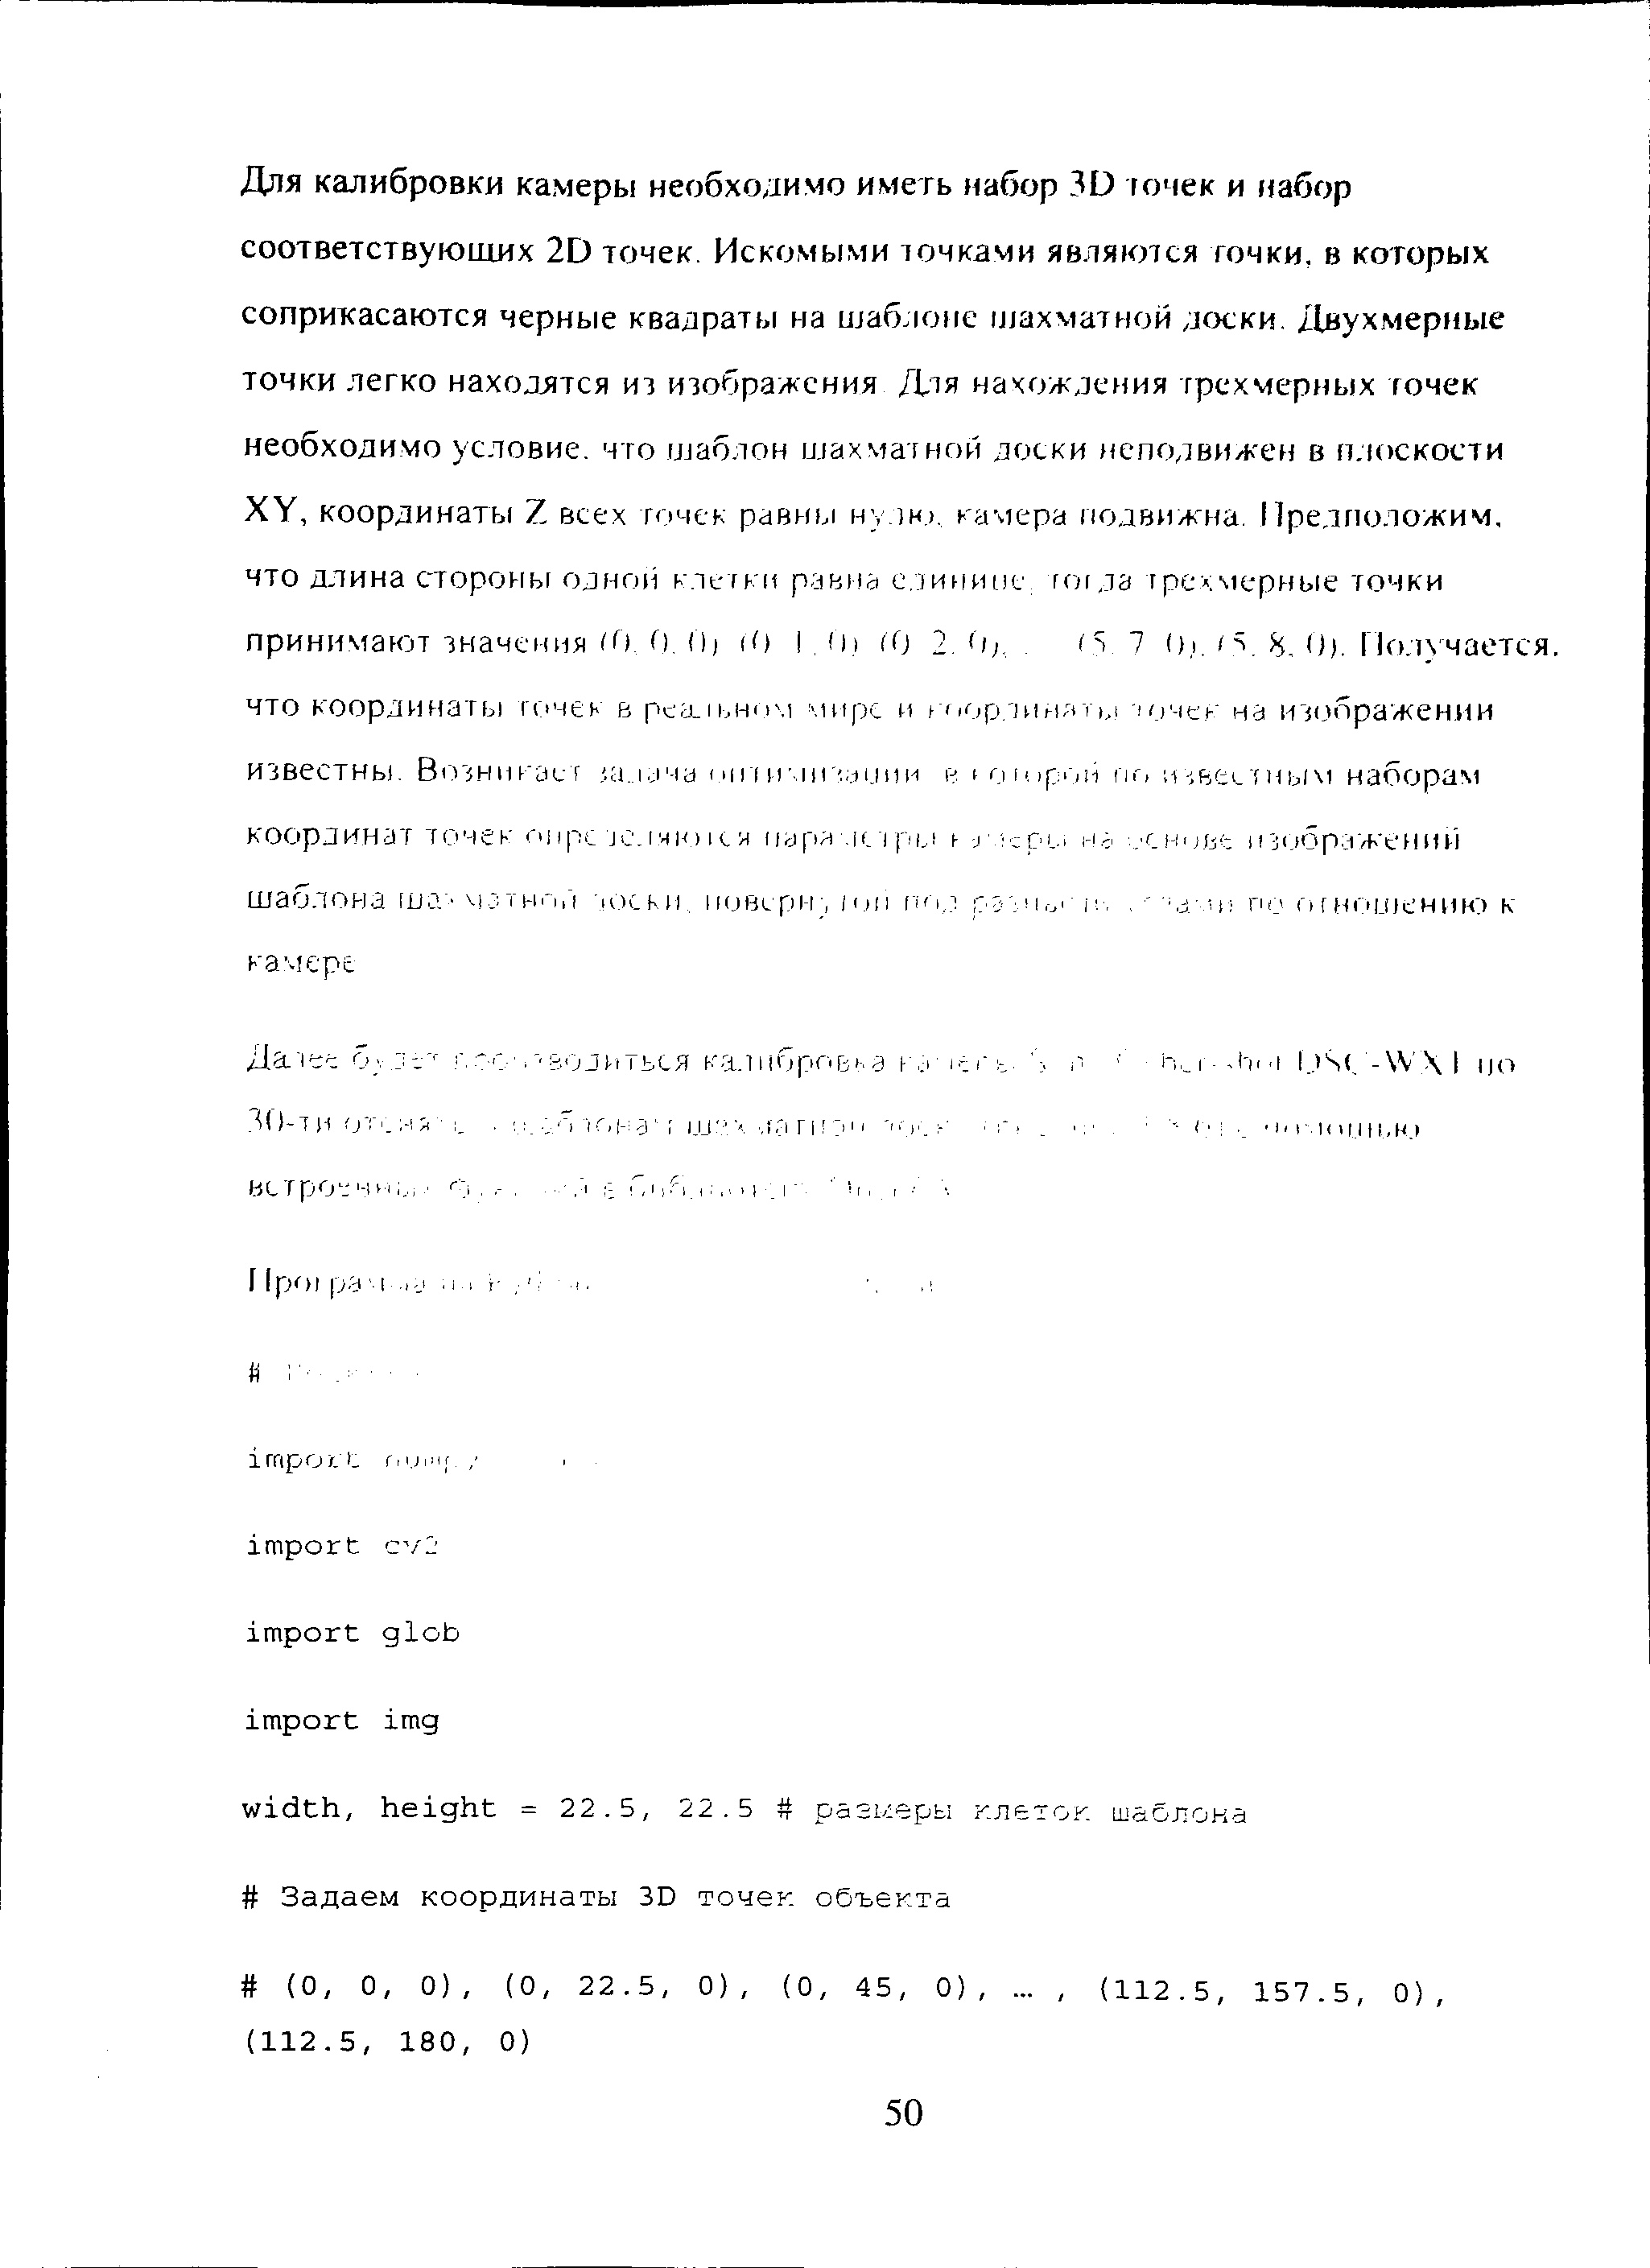 Для калибровки камеры необходимо иметь набор 3D точек и набор
соответствующих 2D точек. Искомыми точками являются точки, в которых
соприкасаются черные квадраты на шаблоне шахматной доски. Двухмерные
точки легко находятся из изображения. Для нахождения трехмерных точек
необходимо условие, что шаблон шахматной доски неподвижен в плоскости
XY, координаты Z всех точек равны нулю, камера подвижна. Предположим,
что длина стороны одной клетки равна единице, тогда трехмерные точки
принимают значения (0, 0, 0), (0, 1, 0), (0, 2, 0), ... (5, 7, 0), (5, 8, 0). Получается,
что координаты точек в реальном мире и координаты точек на изображении
известны. Возникает задача оптимизации, в которой по известным наборам
координат точек определяются параметры камеры на основе изображений
шаблона шахматной доски, повернутой под разными углами по отношению к
камере
Далее будет производиться калибровка камеры DSC-WX1 по
30-ти шаблонам шахматной помощью
встроенных функций в библиотеке
Программа на
#
import numpy
import cv2
import glob
import img
width, height = 22.5, 22.5 # размеры клеток шаблона
# Задаем координаты 3D точек объекта
# (0, 0, 0), (0, 22.5, 0), (0, 45, 0), … , (112.5, 157.5, 0),
(112.5, 180, 0)
50